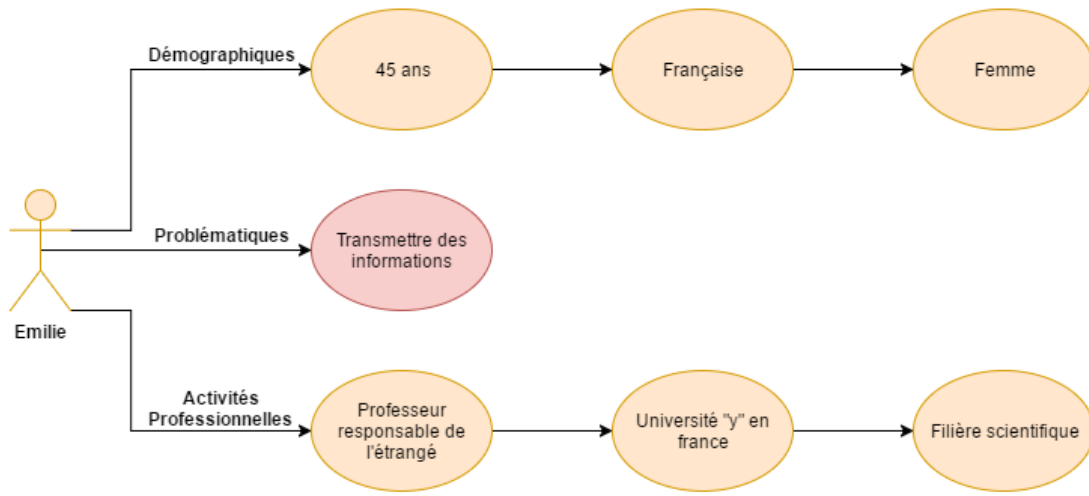 Démographiques
45 ans
Française
Femme
Problématiques
Transmettre des
informations
Emilie
Activités
Professionnelles
Professeur
responsable de
l'étrangé
Université "y" en
france
Filière scientifique